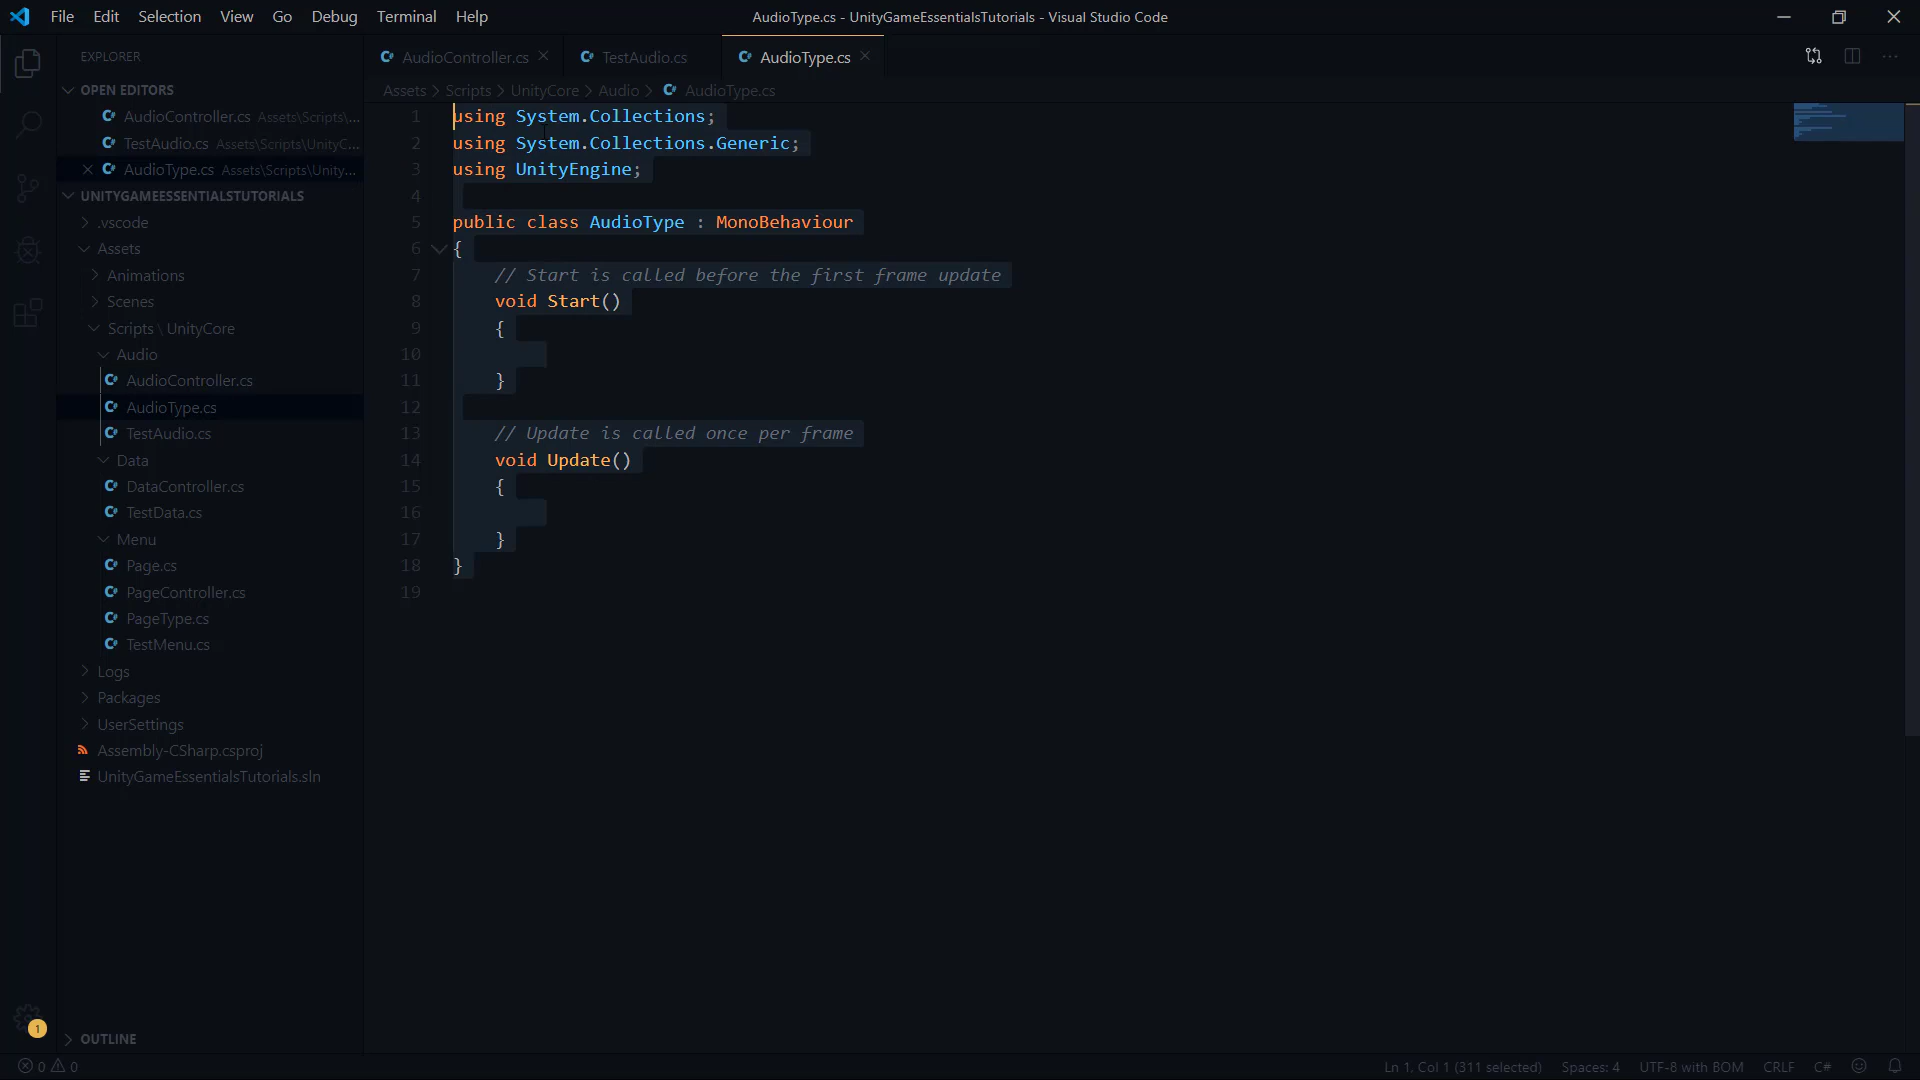 File Edit Selection View Go Debug Terminal Help
AudioType.cs - UnityGameEssentialsTutorials - Visual Studio Code
EXPLORER
OPEN EDITORS
AudioController.cs Assets\Scripts\...
TestAudio.cs Assets\Scripts\UnityC...
AudioType.cs Assets\Scripts\Unity...
UNITYGAMEESSENTIALSTUTORIALS
.vscode
Assets
Animations
Scenes
Scripts \ UnityCore
Audio
AudioController.cs
AudioType.cs
TestAudio.cs
Data
DataController.cs
TestData.cs
Menu
Page.cs
PageController.cs
PageType.cs
TestMenu.cs
Logs
Packages
UserSettings
Assembly-CSharp.csproj
UnityGameEssentialsTutorials.sln
OUTLINE
1
AudioController.cs TestAudio.cs AudioType.cs
Assets > Scripts > UnityCore > Audio > AudioType.cs
1 using System.Collections;
2 using System.Collections.Generic;
3 using UnityEngine;
4
5 public class AudioType : MonoBehaviour
6 {
7 // Start is called before the first frame update
8 void Start()
9 {
10
11 }
12
13 // Update is called once per frame
14 void Update()
15 {
16
17 }
18 }
19
0 0
Ln 1, Col 1 (311 selected) Spaces: 4 UTF-8 with BOM CRLF C#